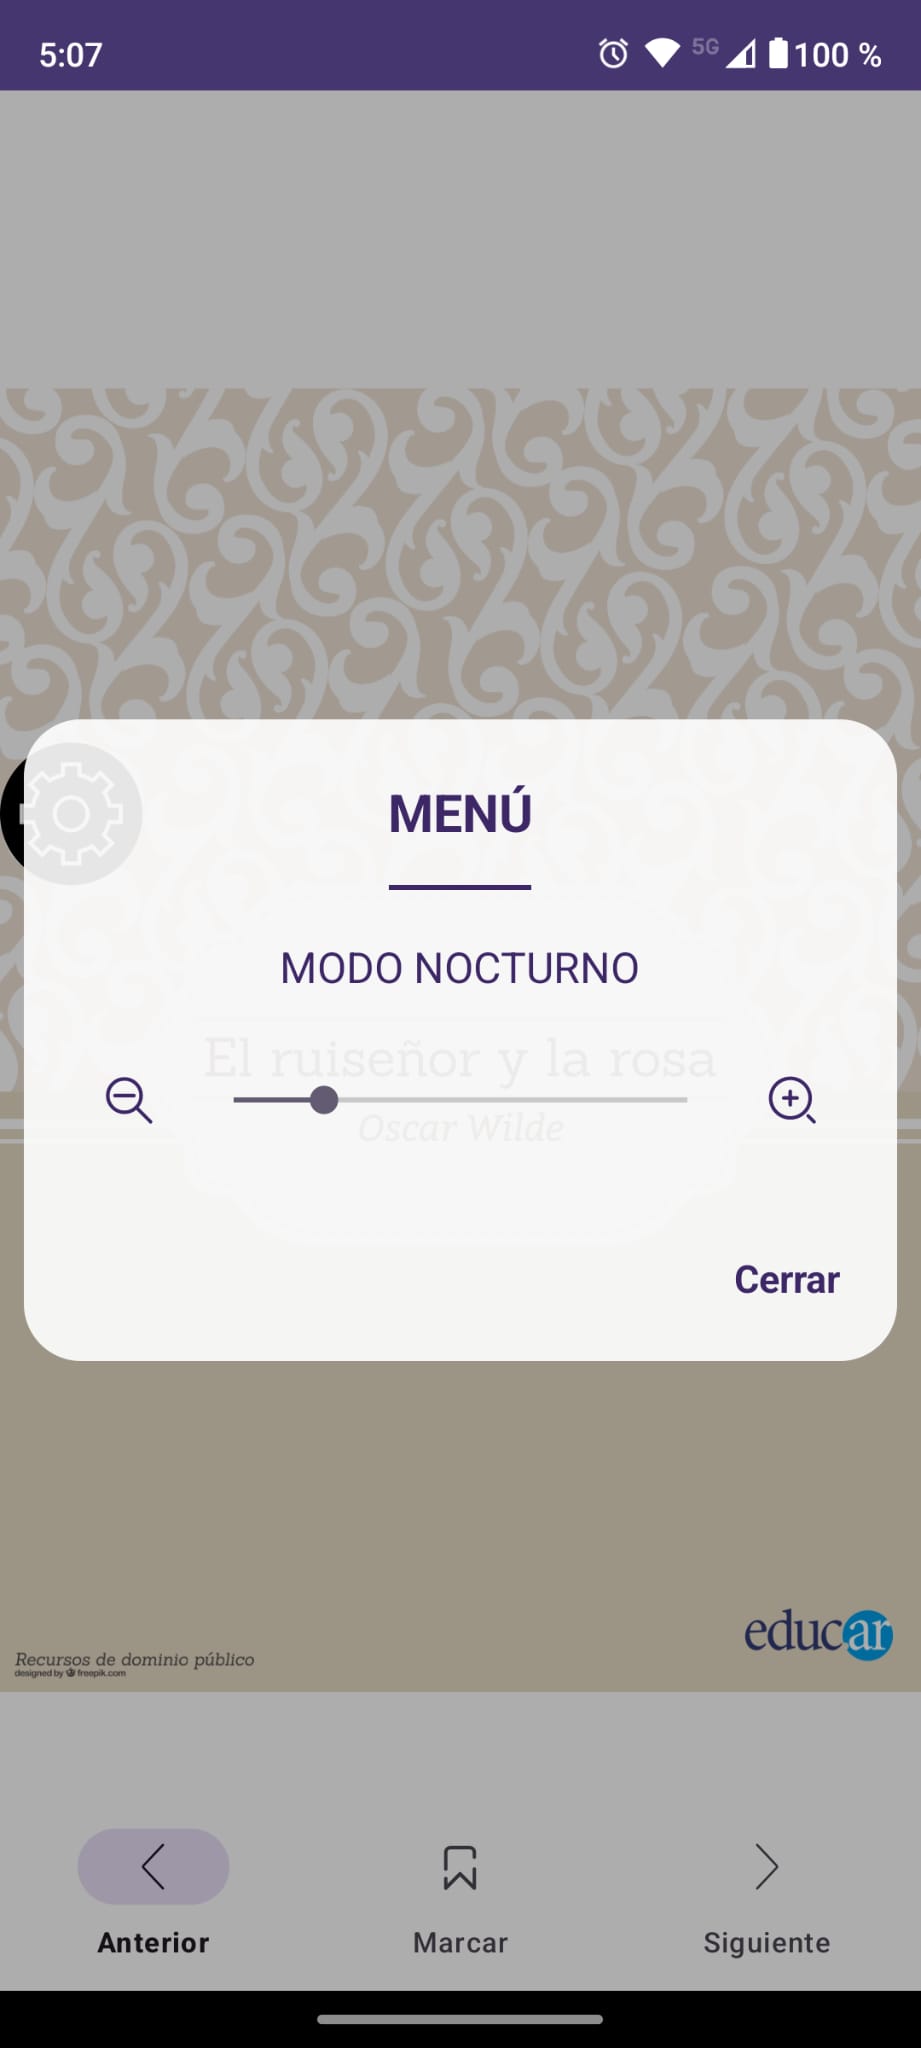 5:07
5G
100 %
MENÚ
MODO NOCTURNO
El ruiseñor y la rosa
Oscar Wilde
Cerrar
educar
Recursos de dominio público
designed by freepik.com
Anterior
Marcar
Siguiente